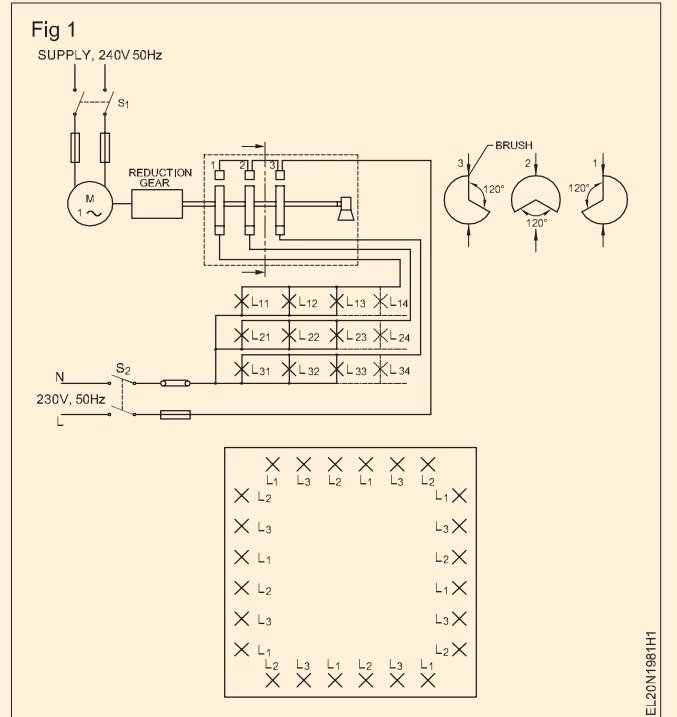 Fig 1
SUPPLY, 240V 50Hz
S1
BRUSH
1 2 3
3 2 1
REDUCTION
GEAR
120° 120° 120°
M
1 ~
L11 L12 L13 L14
L21 L22 L23 L24
L31 L32 L33 L34
S2
N
230V, 50Hz
L
L1 L3 L2 L1 L3 L2
L2 L1
L3 L3
L1 L2
L2 L1
L3 L3
L1 L2
L2 L3 L1 L2 L3 L1
EL20N1981H1